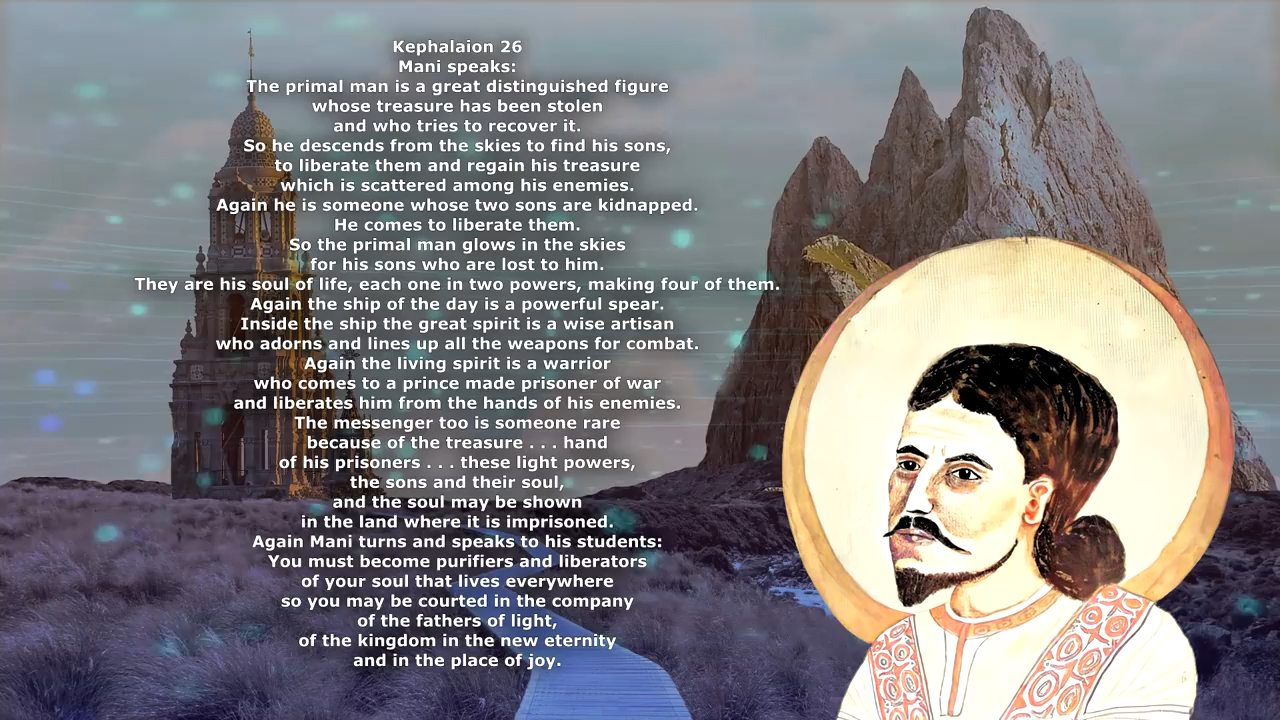 Kephalaion 26
Mani speaks:
The primal man is a great distinguished figure
whose treasure has been stolen
and who tries to recover it.
So he descends from the skies to find his sons,
to liberate them and regain his treasure
which is scattered among his enemies.
Again he is someone whose two sons are kidnapped.
He comes to liberate them.
So the primal man glows in the skies
for his sons who are lost to him.
They are his soul of life, each one in two powers, making four of them.
Again the ship of the day is a powerful spear.
Inside the ship the great spirit is a wise artisan
who adorns and lines up all the weapons for combat.
Again the living spirit is a warrior
who comes to a prince made prisoner of war
and liberates him from the hands of his enemies.
The messenger too is someone rare
because of the treasure . . . hand
of his prisoners . . . these light powers,
the sons and their soul,
and the soul may be shown
in the land where it is imprisoned.
Again Mani turns and speaks to his students:
You must become purifiers and liberators
of your soul that lives everywhere
so you may be courted in the company
of the fathers of light,
of the kingdom in the new eternity
and in the place of joy.